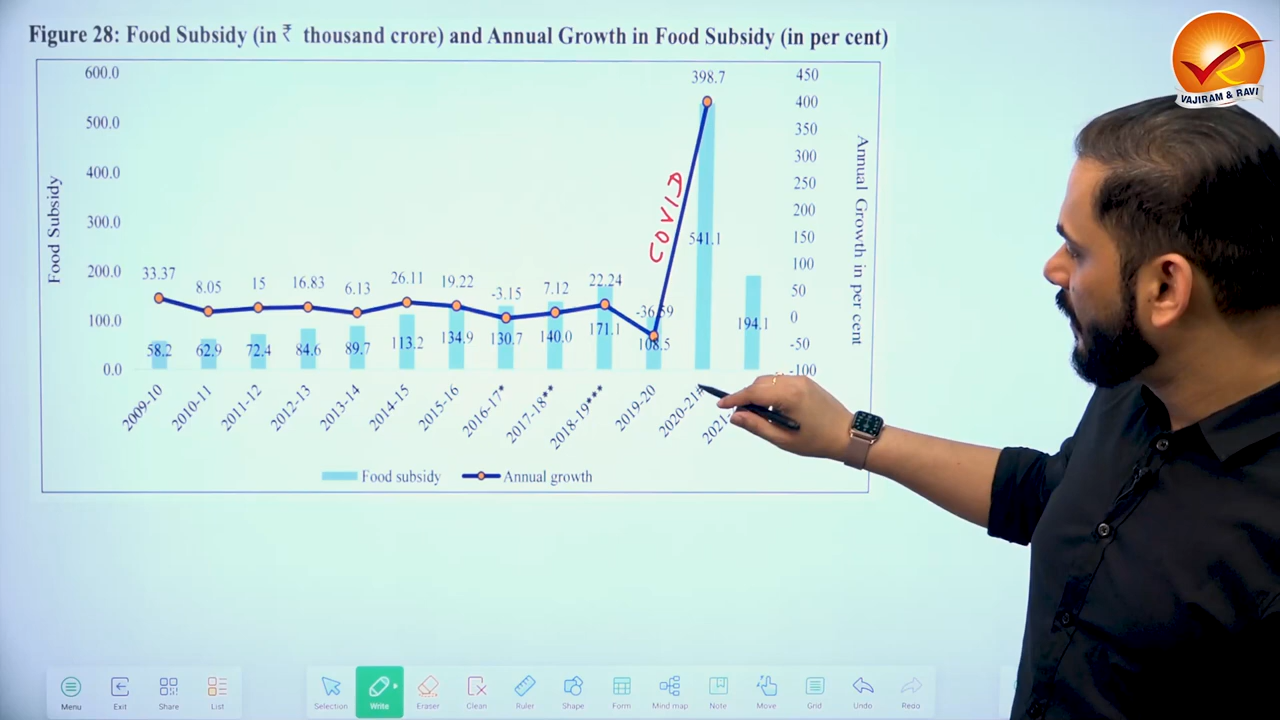 Figure 28: Food Subsidy (in ₹ thousand crore) and Annual Growth in Food Subsidy (in per cent)
VAJIRAM & RAVI
600.0
500.0
400.0
300.0
200.0
100.0
0.0
Food Subsidy
450
400
350
300
250
200
150
100
50
0
-50
-100
Annual Growth in per cent
33.37
8.05
15
16.83
6.13
26.11
19.22
-3.15
7.12
22.24
-36.59
398.7
COVID
58.2
62.9
72.4
84.6
89.7
113.2
134.9
130.7
140.0
171.1
108.5
541.1
194.1
2009-10
2010-11
2011-12
2012-13
2013-14
2014-15
2015-16
2016-17*
2017-18**
2018-19***
2019-20
2020-21#
2021-
Food subsidy
Annual growth
Menu
Exit
Share
List
Selection
Write
Eraser
Clean
Ruler
Shape
Form
Mind map
Note
Move
Grid
Undo
Redo